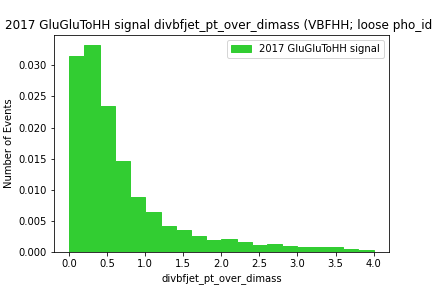 2017 GluGluToHH signal divbfjet_pt_over_dimass (VBFHH; loose pho_id
2017 GluGluToHH signal
Number of Events
0.030
0.025
0.020
0.015
0.010
0.005
0.000
0.0 0.5 1.0 1.5 2.0 2.5 3.0 3.5 4.0
divbfjet_pt_over_dimass